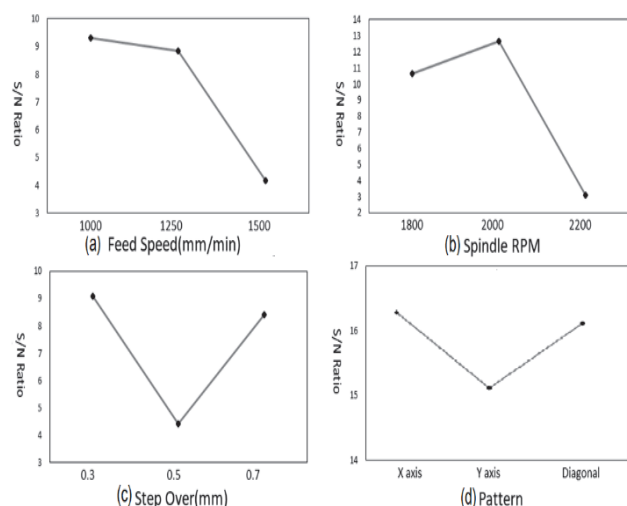 10
9
8
7
6
5
4
3
S/N Ratio
1000 1250 1500
(a) Feed Speed(mm/min)
14
13
12
11
10
9
8
7
6
5
4
3
2
S/N Ratio
1800 2000 2200
(b) Spindle RPM
10
9
8
7
6
5
4
3
S/N Ratio
0.3 0.5 0.7
(c) Step Over(mm)
17
16
15
14
S/N Ratio
X axis Y axis Diagonal
(d) Pattern